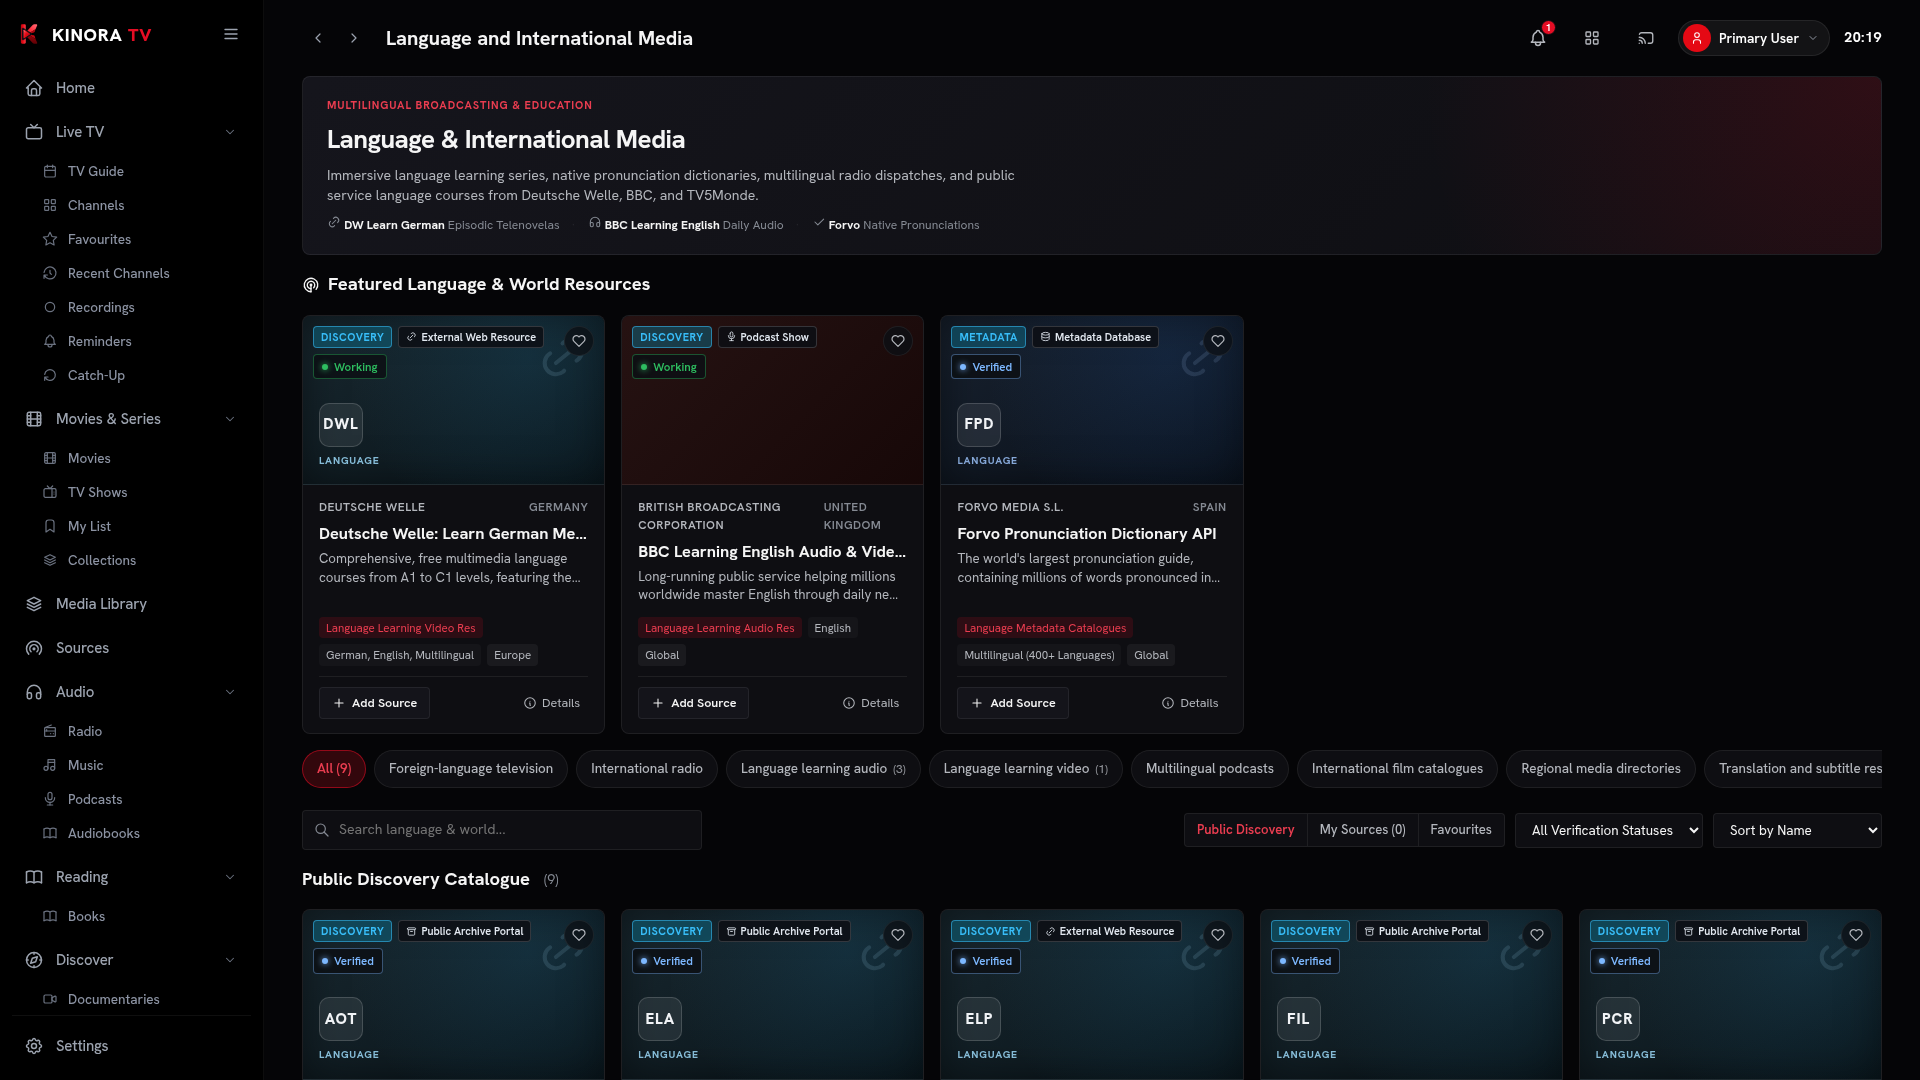 KINORA TV
Language and International Media
1
Primary User
20:19
Home
Live TV
TV Guide
Channels
Favourites
Recent Channels
Recordings
Reminders
Catch-Up
Movies & Series
Movies
TV Shows
My List
Collections
Media Library
Sources
Audio
Radio
Music
Podcasts
Audiobooks
Reading
Books
Discover
Documentaries
Settings
MULTILINGUAL BROADCASTING & EDUCATION
Language & International Media
Immersive language learning series, native pronunciation dictionaries, multilingual radio dispatches, and public
service language courses from Deutsche Welle, BBC, and TV5Monde.
DW Learn German Episodic Telenovelas · BBC Learning English Daily Audio · Forvo Native Pronunciations
Featured Language & World Resources
DISCOVERY External Web Resource
Working
DWL
LANGUAGE
DEUTSCHE WELLE GERMANY
Deutsche Welle: Learn German Me...
Comprehensive, free multimedia language
courses from A1 to C1 levels, featuring the...
Language Learning Video Res
German, English, Multilingual Europe
Add Source Details
DISCOVERY Podcast Show
Working
BRITISH BROADCASTING CORPORATION UNITED KINGDOM
BBC Learning English Audio & Vide...
Long-running public service helping millions
worldwide master English through daily ne...
Language Learning Audio Res English
Global
Add Source Details
METADATA Metadata Database
Verified
FPD
LANGUAGE
FORVO MEDIA S.L. SPAIN
Forvo Pronunciation Dictionary API
The world's largest pronunciation guide,
containing millions of words pronounced in...
Language Metadata Catalogues
Multilingual (400+ Languages) Global
Add Source Details
All (9) Foreign-language television International radio Language learning audio (3) Language learning video (1) Multilingual podcasts International film catalogues Regional media directories Translation and subtitle res
Search language & world...
Public Discovery My Sources (0) Favourites All Verification Statuses Sort by Name
Public Discovery Catalogue (9)
DISCOVERY Public Archive Portal
Verified
AOT
LANGUAGE
DISCOVERY Public Archive Portal
Verified
ELA
LANGUAGE
DISCOVERY External Web Resource
Verified
ELP
LANGUAGE
DISCOVERY Public Archive Portal
Verified
FIL
LANGUAGE
DISCOVERY Public Archive Portal
Verified
PCR
LANGUAGE